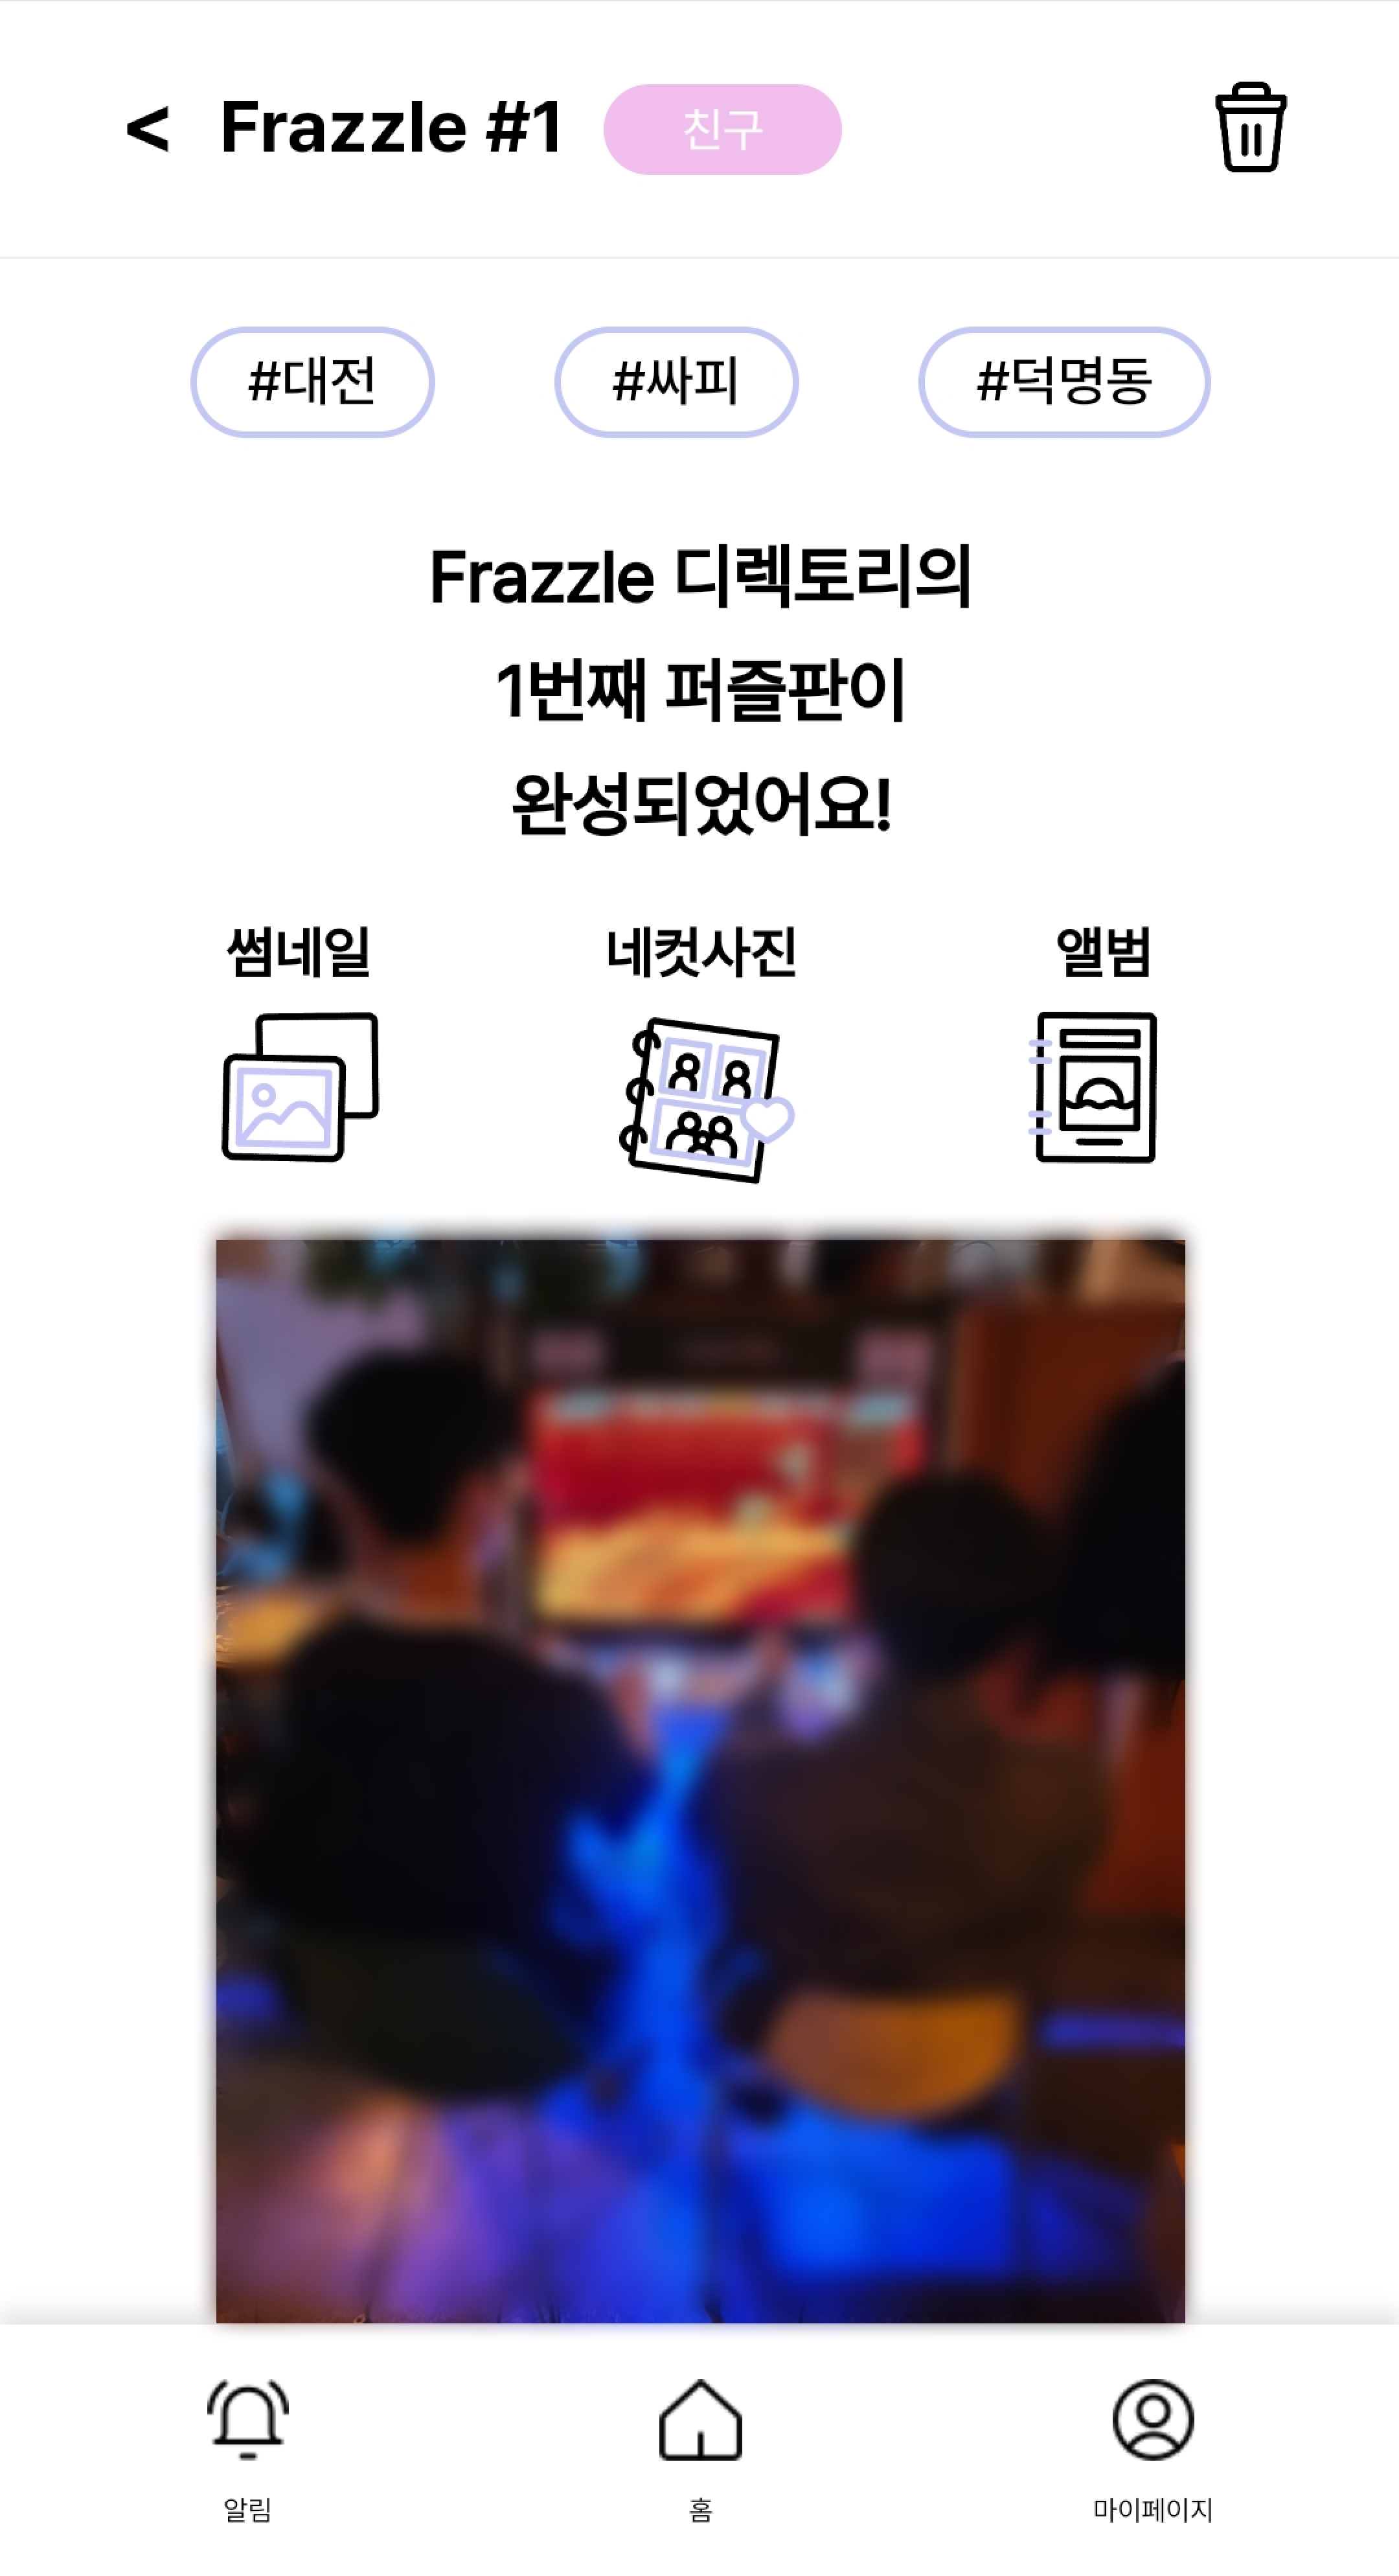 < Frazzle #1 친구
#대전 #싸피 #덕명동
Frazzle 디렉토리의
1번째 퍼즐판이
완성되었어요!
썸네일 네컷사진 앨범
알림 홈 마이페이지